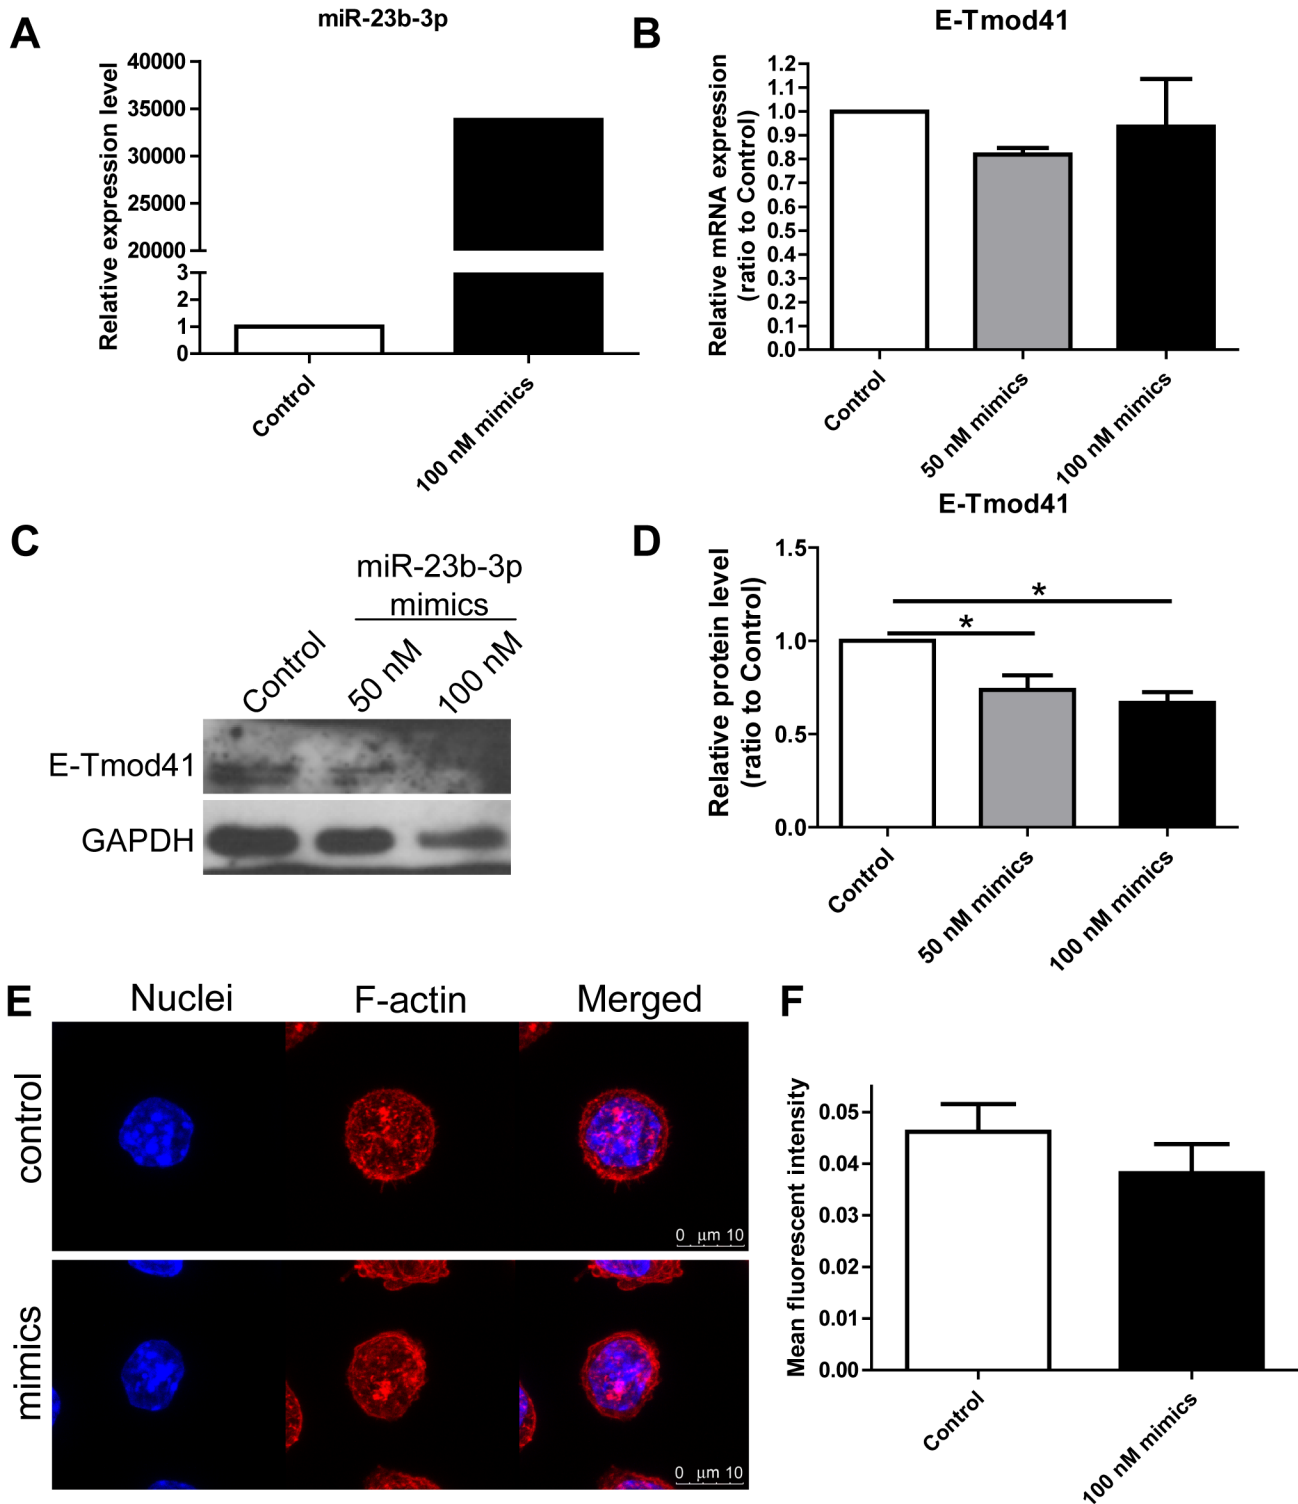 A
miR-23b-3p
Relative expression level
40000
35000
30000
25000
20000
3
2
1
0
Control
100 nM mimics
B
E-Tmod41
Relative mRNA expression
(ratio to Control)
1.2
1.1
1.0
0.9
0.8
0.7
0.6
0.5
0.4
0.3
0.2
0.1
0.0
Control
50 nM mimics
100 nM mimics
C
miR-23b-3p
mimics
Control
50 nM
100 nM
E-Tmod41
GAPDH
D
E-Tmod41
Relative protein level
(ratio to Control)
1.5
1.0
0.5
0.0
*
*
Control
50 nM mimics
100 nM mimics
E
Nuclei
F-actin
Merged
control
0 μm 10
mimics
0 μm 10
F
Mean fluorescent intensity
0.05
0.04
0.03
0.02
0.01
0.00
Control
100 nM mimics